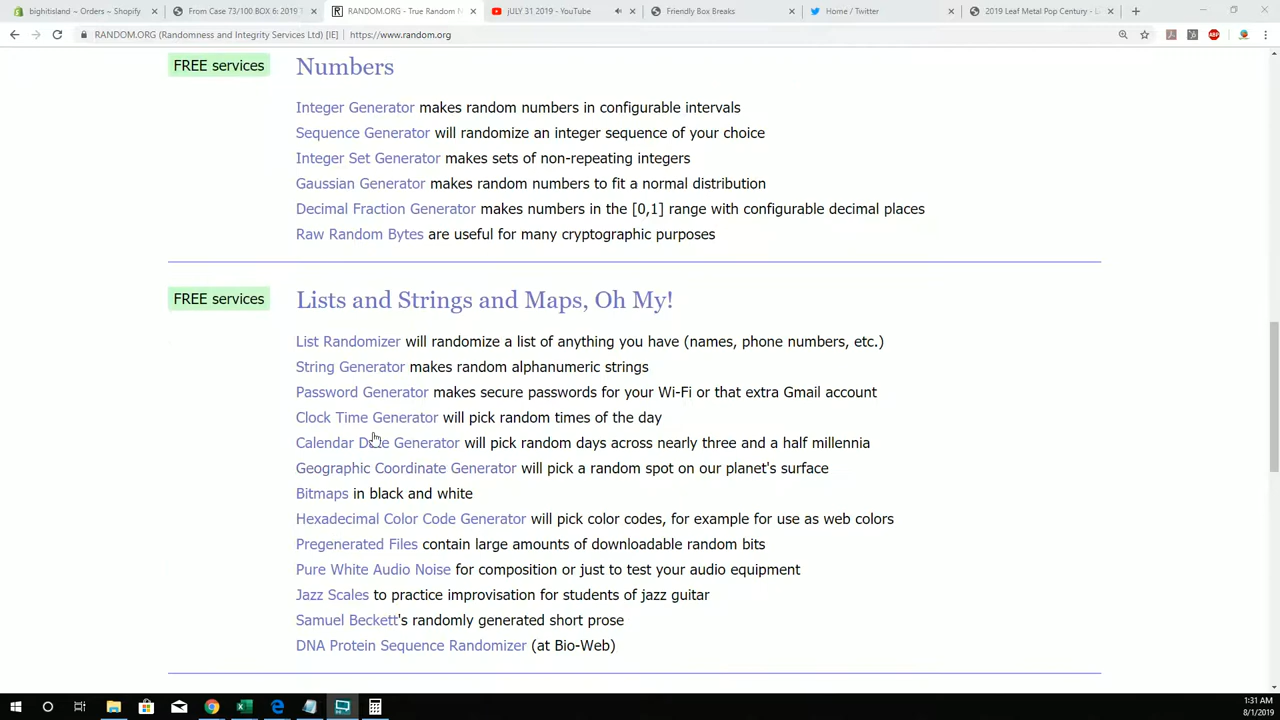 bighitisland – Orders – Shopify
From Case 73/100 BOX 6: 2019 T
RANDOM.ORG - True Random N
jULY 31 2019 - YouTube
Friendly Box Breaks
Home / Twitter
2019 Leaf Metal Pop Century - L
RANDOM.ORG (Randomness and Integrity Services Ltd) [IE] | https://www.random.org
FREE services
Numbers
Integer Generator makes random numbers in configurable intervals
Sequence Generator will randomize an integer sequence of your choice
Integer Set Generator makes sets of non-repeating integers
Gaussian Generator makes random numbers to fit a normal distribution
Decimal Fraction Generator makes numbers in the [0,1] range with configurable decimal places
Raw Random Bytes are useful for many cryptographic purposes
FREE services
Lists and Strings and Maps, Oh My!
List Randomizer will randomize a list of anything you have (names, phone numbers, etc.)
String Generator makes random alphanumeric strings
Password Generator makes secure passwords for your Wi-Fi or that extra Gmail account
Clock Time Generator will pick random times of the day
Calendar Date Generator will pick random days across nearly three and a half millennia
Geographic Coordinate Generator will pick a random spot on our planet's surface
Bitmaps in black and white
Hexadecimal Color Code Generator will pick color codes, for example for use as web colors
Pregenerated Files contain large amounts of downloadable random bits
Pure White Audio Noise for composition or just to test your audio equipment
Jazz Scales to practice improvisation for students of jazz guitar
Samuel Beckett's randomly generated short prose
DNA Protein Sequence Randomizer (at Bio-Web)
1:31 AM
8/1/2019